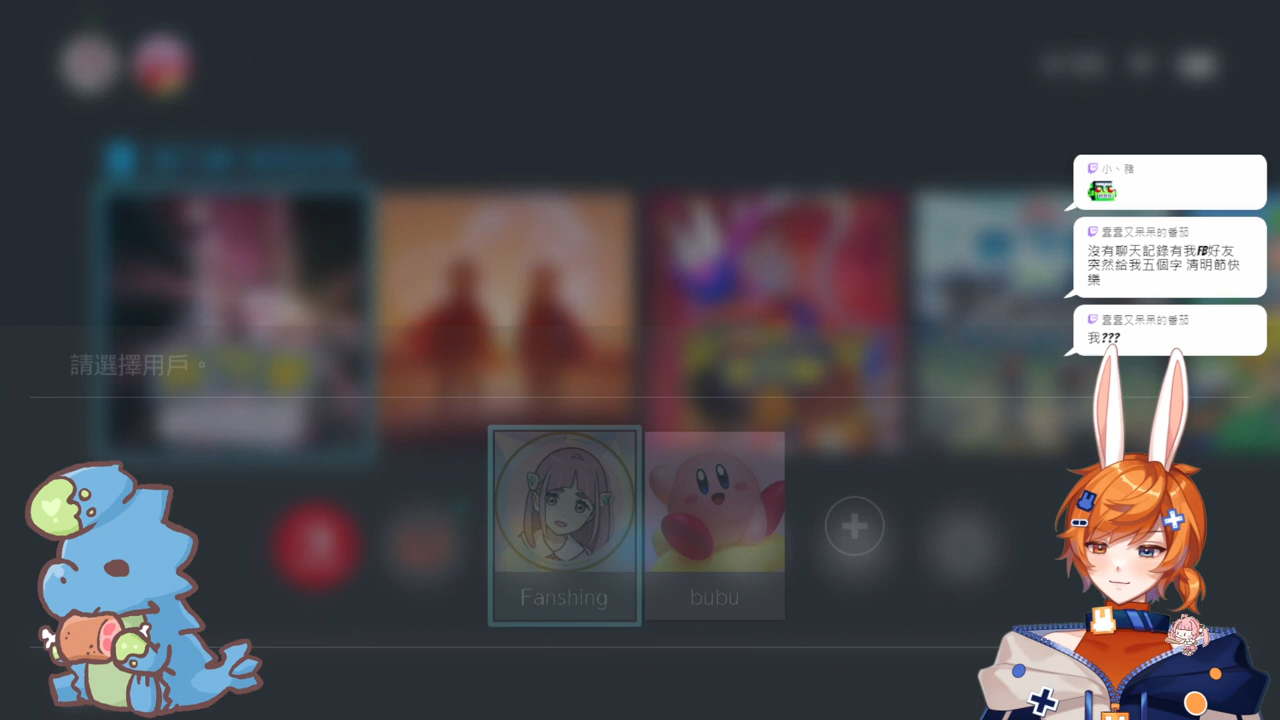 小、豬
蠢蠢又呆呆的番茄
沒有聊天記錄有我FB好友
突然給我五個字 清明節快
樂
蠢蠢又呆呆的番茄
我???
請選擇用戶。
Fanshing
bubu